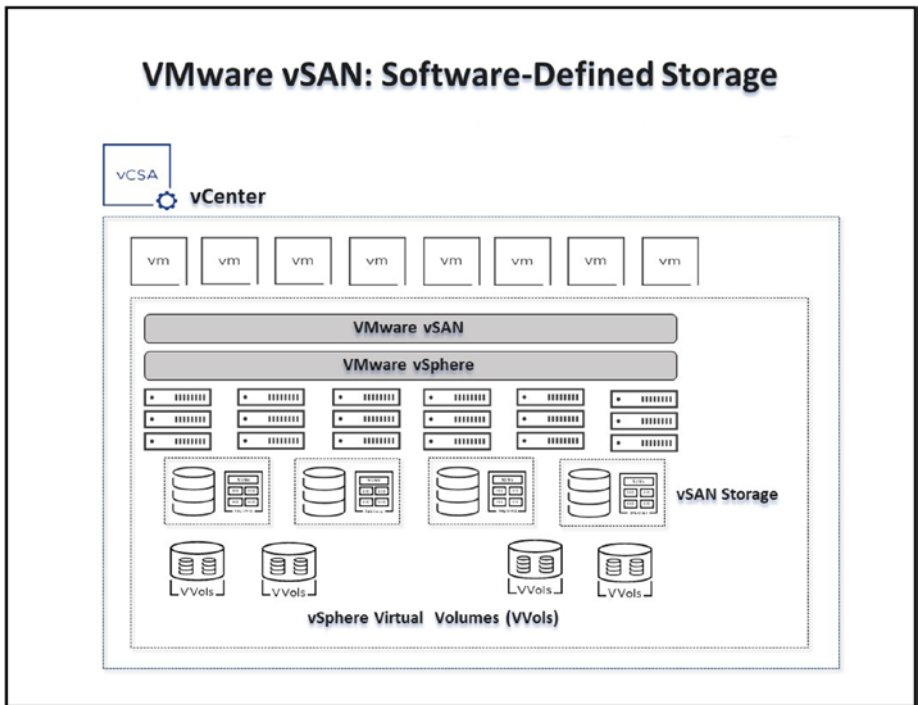 VMware vSAN: Software-Defined Storage
vCSA
vCenter
vm vm vm vm vm vm vm vm
VMware vSAN
VMware vSphere
vSAN Storage
VVols VVols VVols VVols
vSphere Virtual Volumes (VVols)